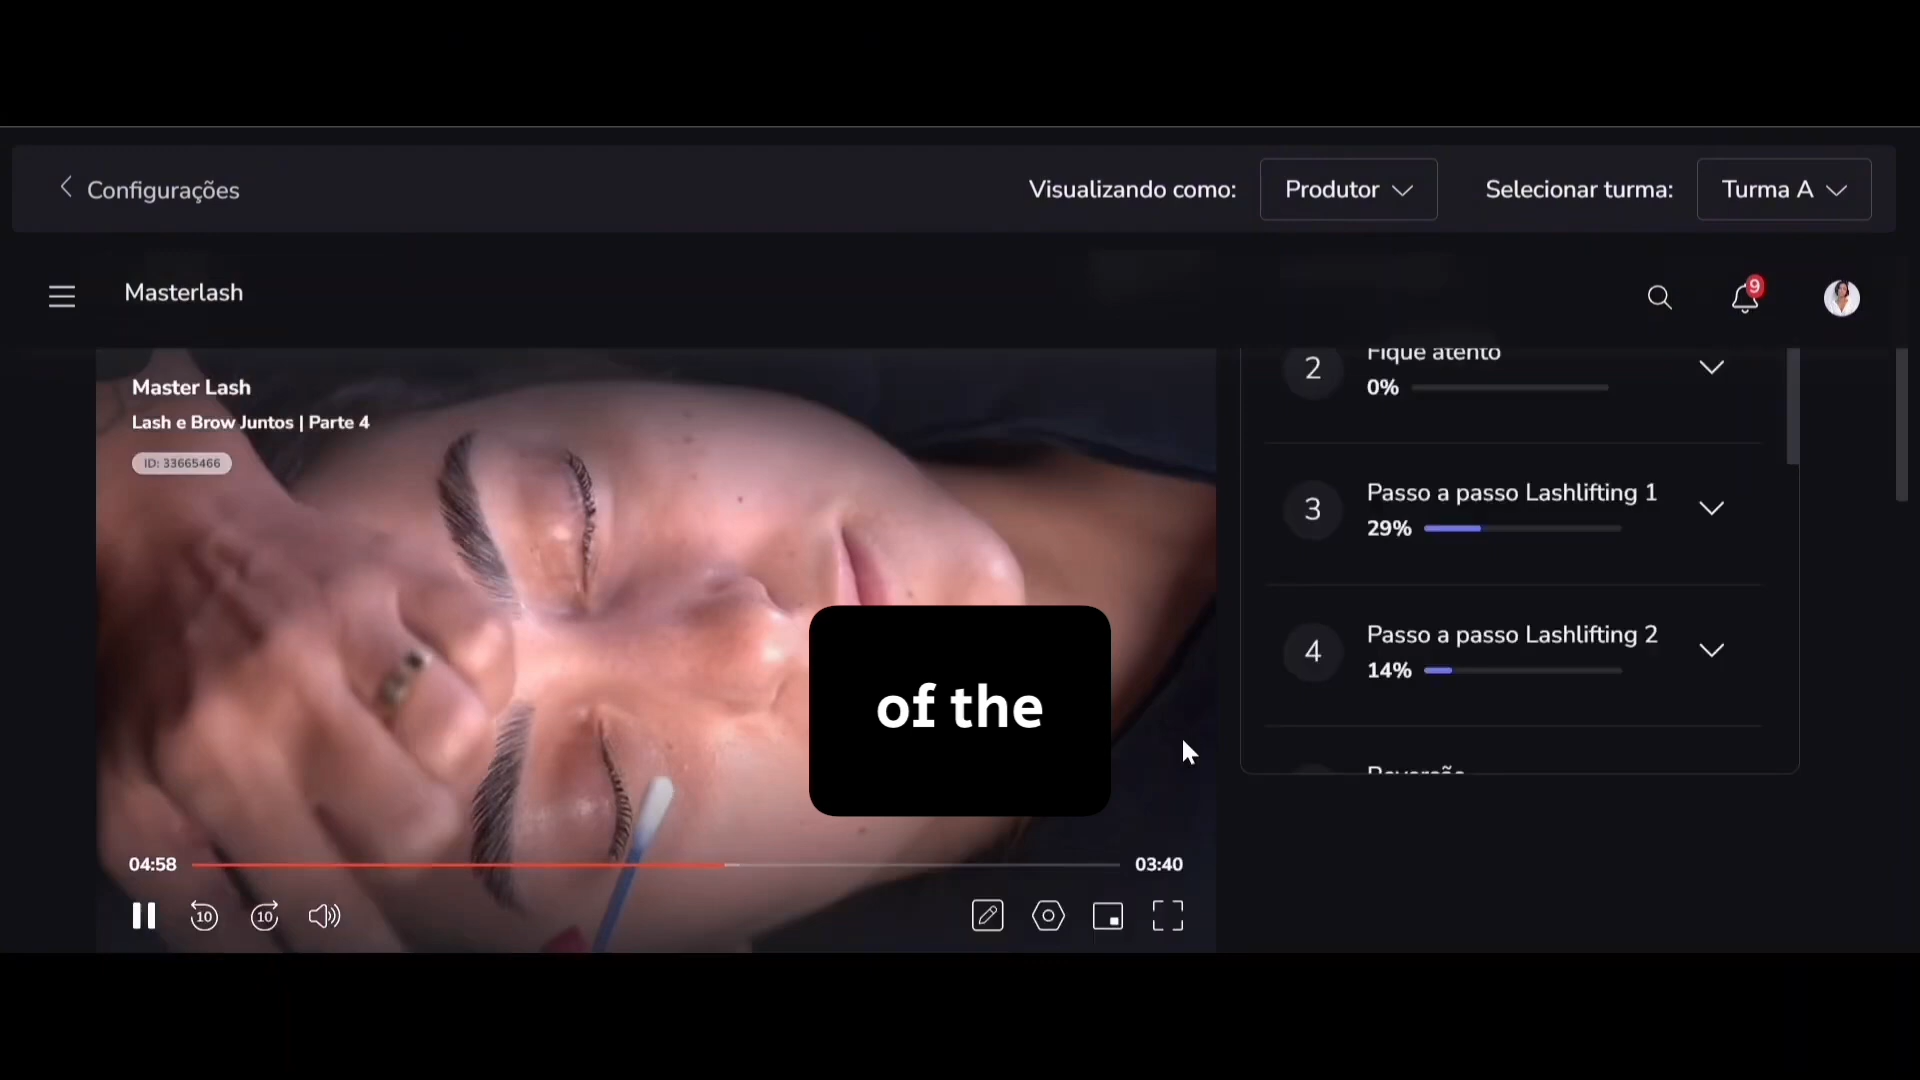 Configurações
Visualizando como:
Produtor
Selecionar turma:
Turma A
Masterlash
9
Master Lash
Lash e Brow Juntos | Parte 4
ID: 33665466
2
Fique atento
0%
3
Passo a passo Lashlifting 1
29%
4
Passo a passo Lashlifting 2
14%
of the
04:58
03:40
10
10